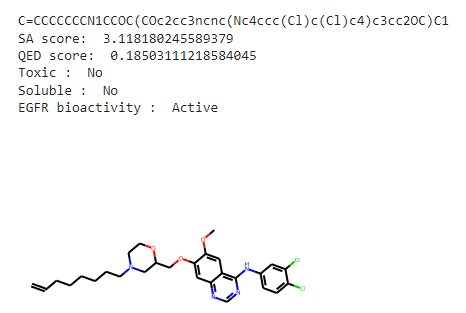 C=CCCCCCCN1CCOC(COc2cc3ncnc(Nc4ccc(Cl)c(Cl)c4)c3cc2OC)C1
SA score:  3.118180245589379
QED score:  0.18503111218584045
Toxic :  No
Soluble :  No
EGFR bioactivity :  Active
O
O
O
N
H
N
N
N
Cl
Cl